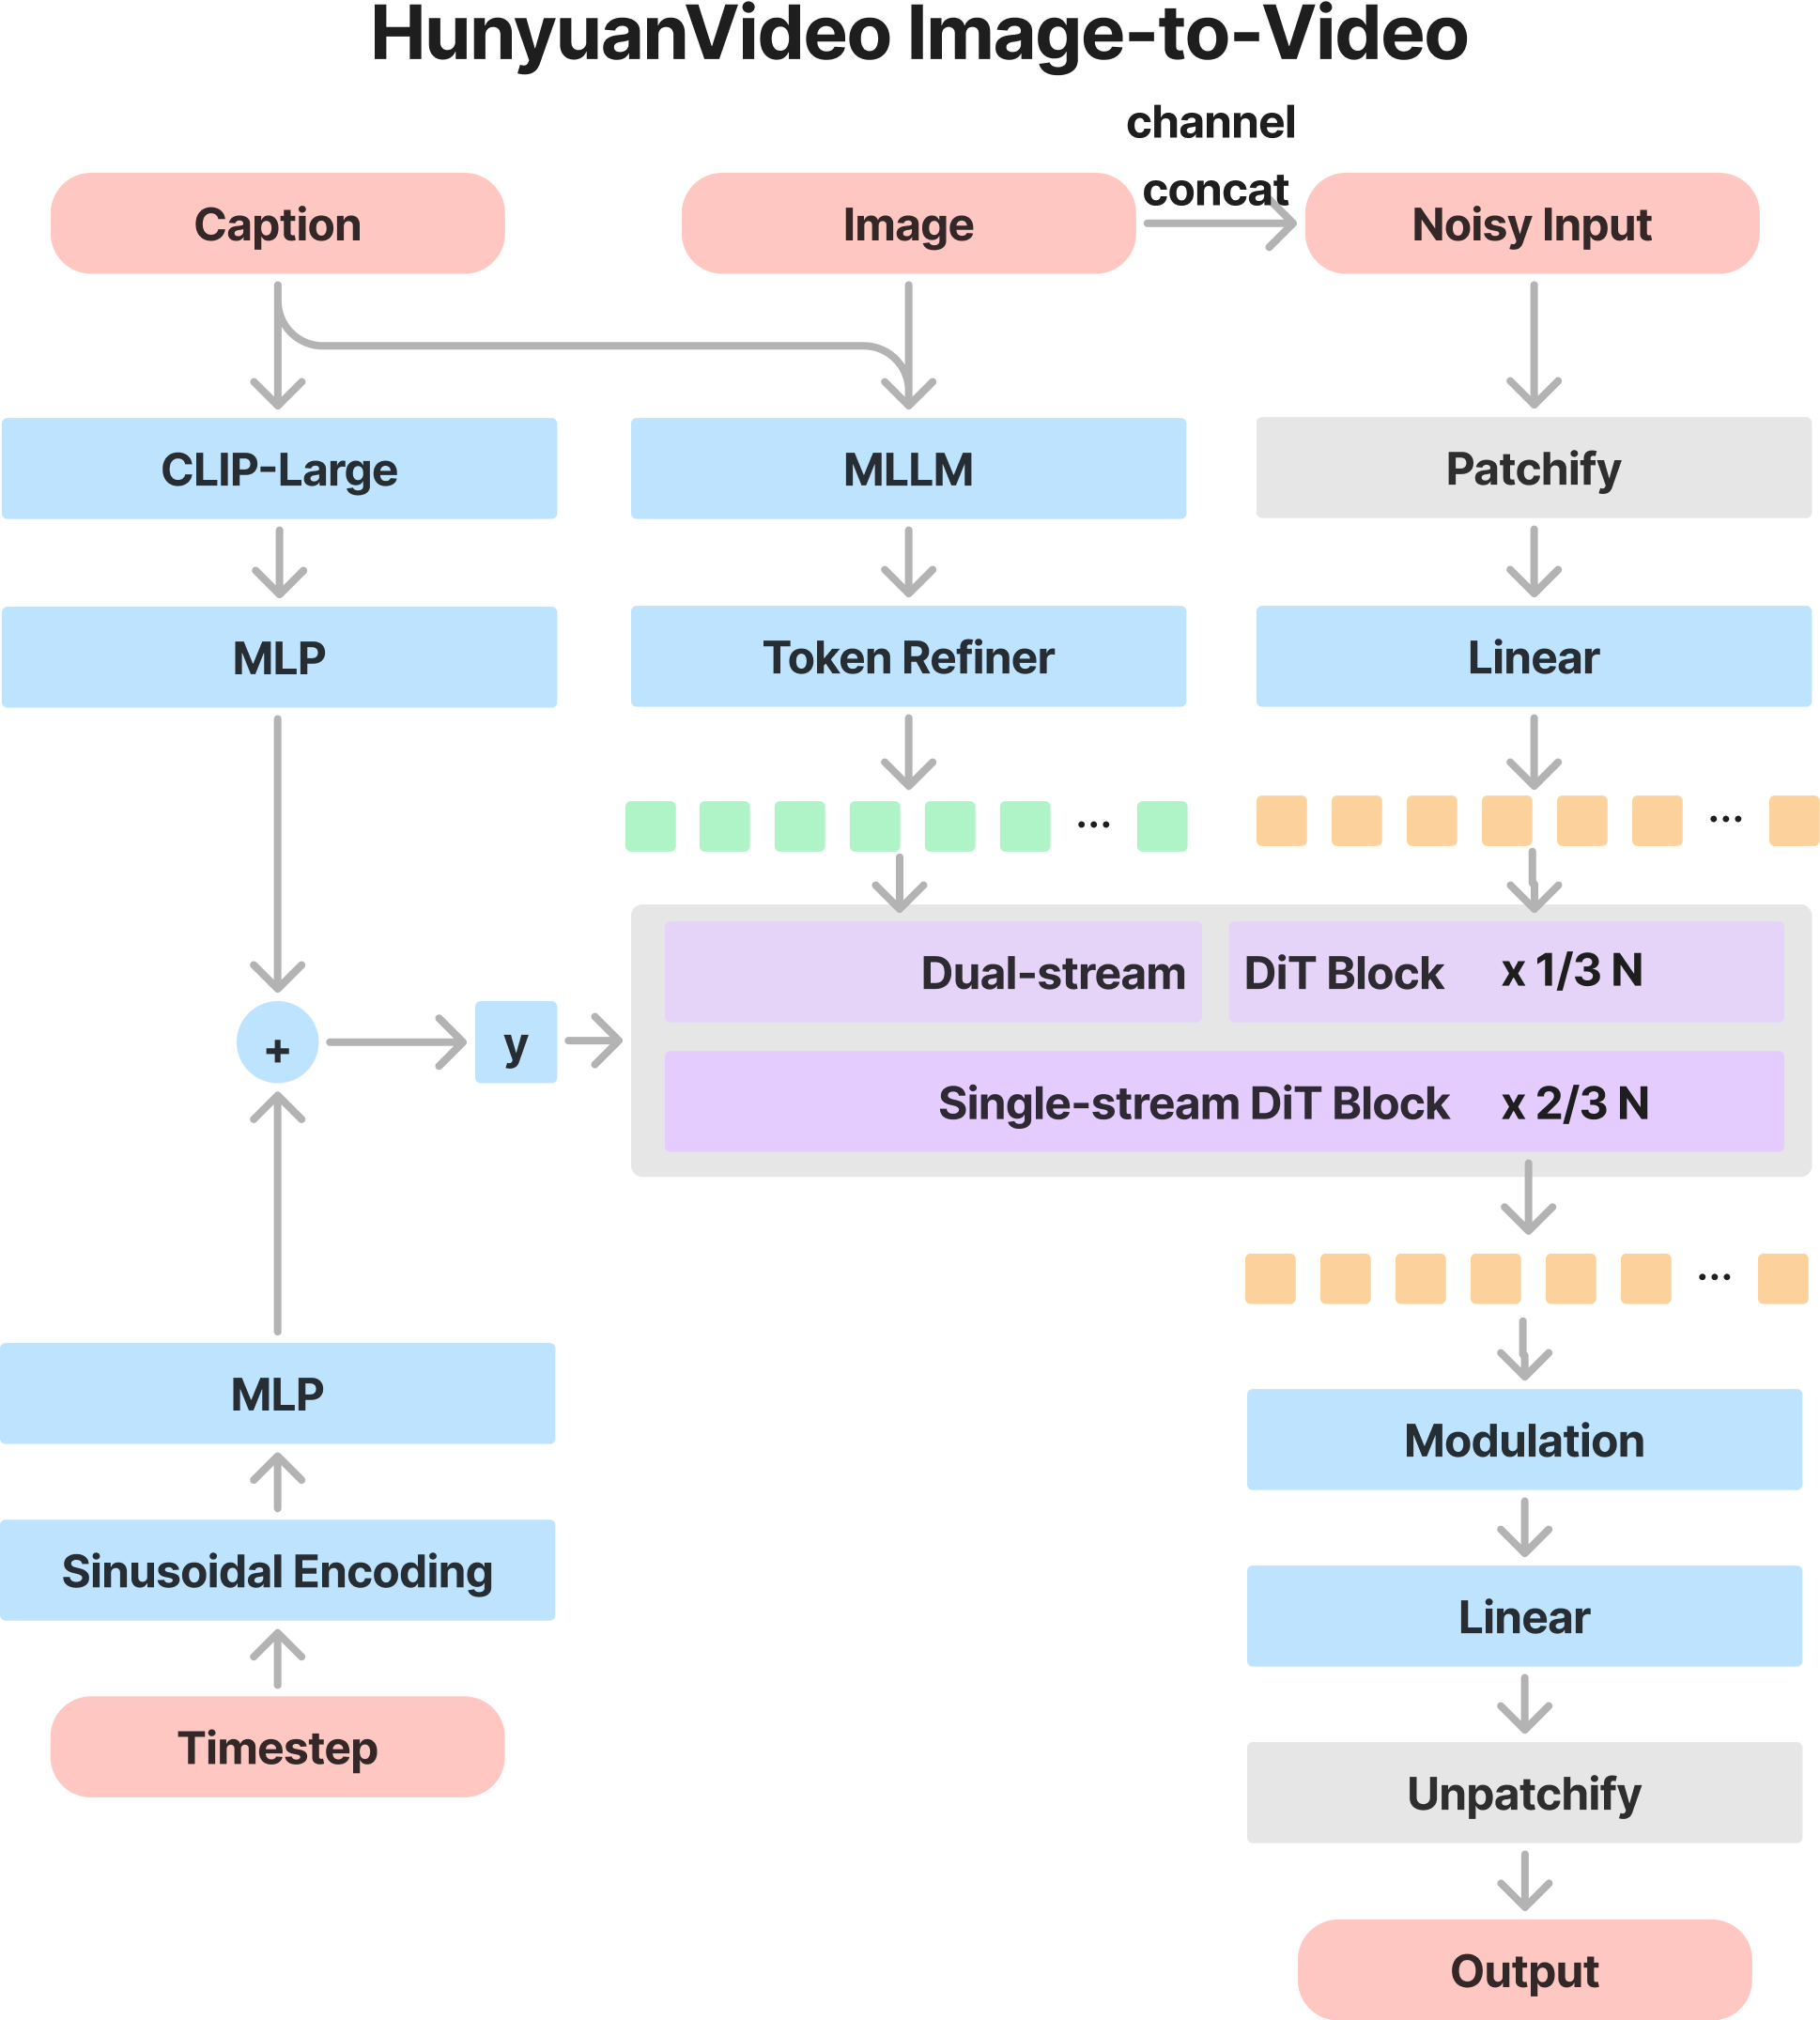 HunyuanVideo Image-to-Video
channel
concat
Caption
Image
Noisy Input
CLIP-Large
MLLM
Patchify
MLP
Token Refiner
Linear
...
...
Dual-stream DiT Block x 1/3 N
+
y
Single-stream DiT Block x 2/3 N
...
MLP
Modulation
Sinusoidal Encoding
Linear
Timestep
Unpatchify
Output